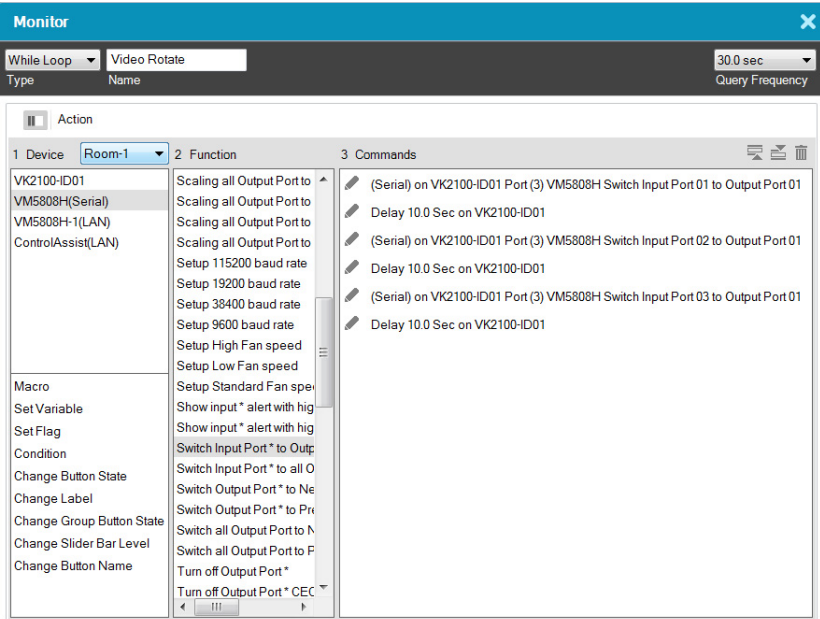 Monitor
While Loop
Video Rotate
30.0 sec
Type
Name
Query Frequency
Action
1 Device
Room-1
2 Function
3 Commands
VK2100-ID01
VM5808H(Serial)
VM5808H-1(LAN)
ControlAssist(LAN)
Macro
Set Variable
Set Flag
Condition
Change Button State
Change Label
Change Group Button State
Change Slider Bar Level
Change Button Name
Scaling all Output Port to
Scaling all Output Port to
Scaling all Output Port to
Scaling all Output Port to
Setup 115200 baud rate
Setup 19200 baud rate
Setup 38400 baud rate
Setup 9600 baud rate
Setup High Fan speed
Setup Low Fan speed
Setup Standard Fan spe
Show input * alert with hig
Show input * alert with hig
Switch Input Port * to Outp
Switch Input Port * to all O
Switch Output Port * to Ne
Switch Output Port * to Pre
Switch all Output Port to N
Switch all Output Port to P
Turn off Output Port *
Turn off Output Port * CEC
(Serial) on VK2100-ID01 Port (3) VM5808H Switch Input Port 01 to Output Port 01
Delay 10.0 Sec on VK2100-ID01
(Serial) on VK2100-ID01 Port (3) VM5808H Switch Input Port 02 to Output Port 01
Delay 10.0 Sec on VK2100-ID01
(Serial) on VK2100-ID01 Port (3) VM5808H Switch Input Port 03 to Output Port 01
Delay 10.0 Sec on VK2100-ID01